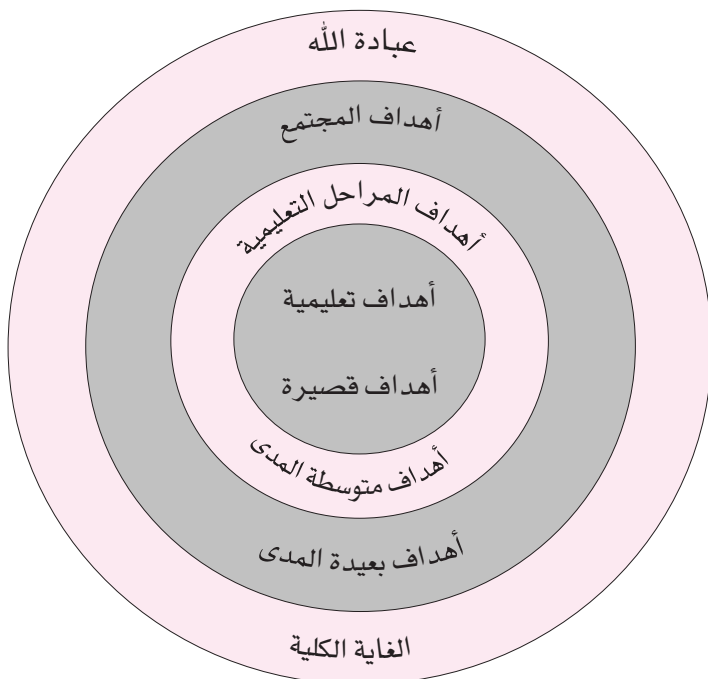 عبادة الله
أهداف المجتمع
أهداف المراحل التعليمية
أهداف تعليمية
أهداف قصيرة
أهداف متوسطة المدى
أهداف بعيدة المدى
الغاية الكلية